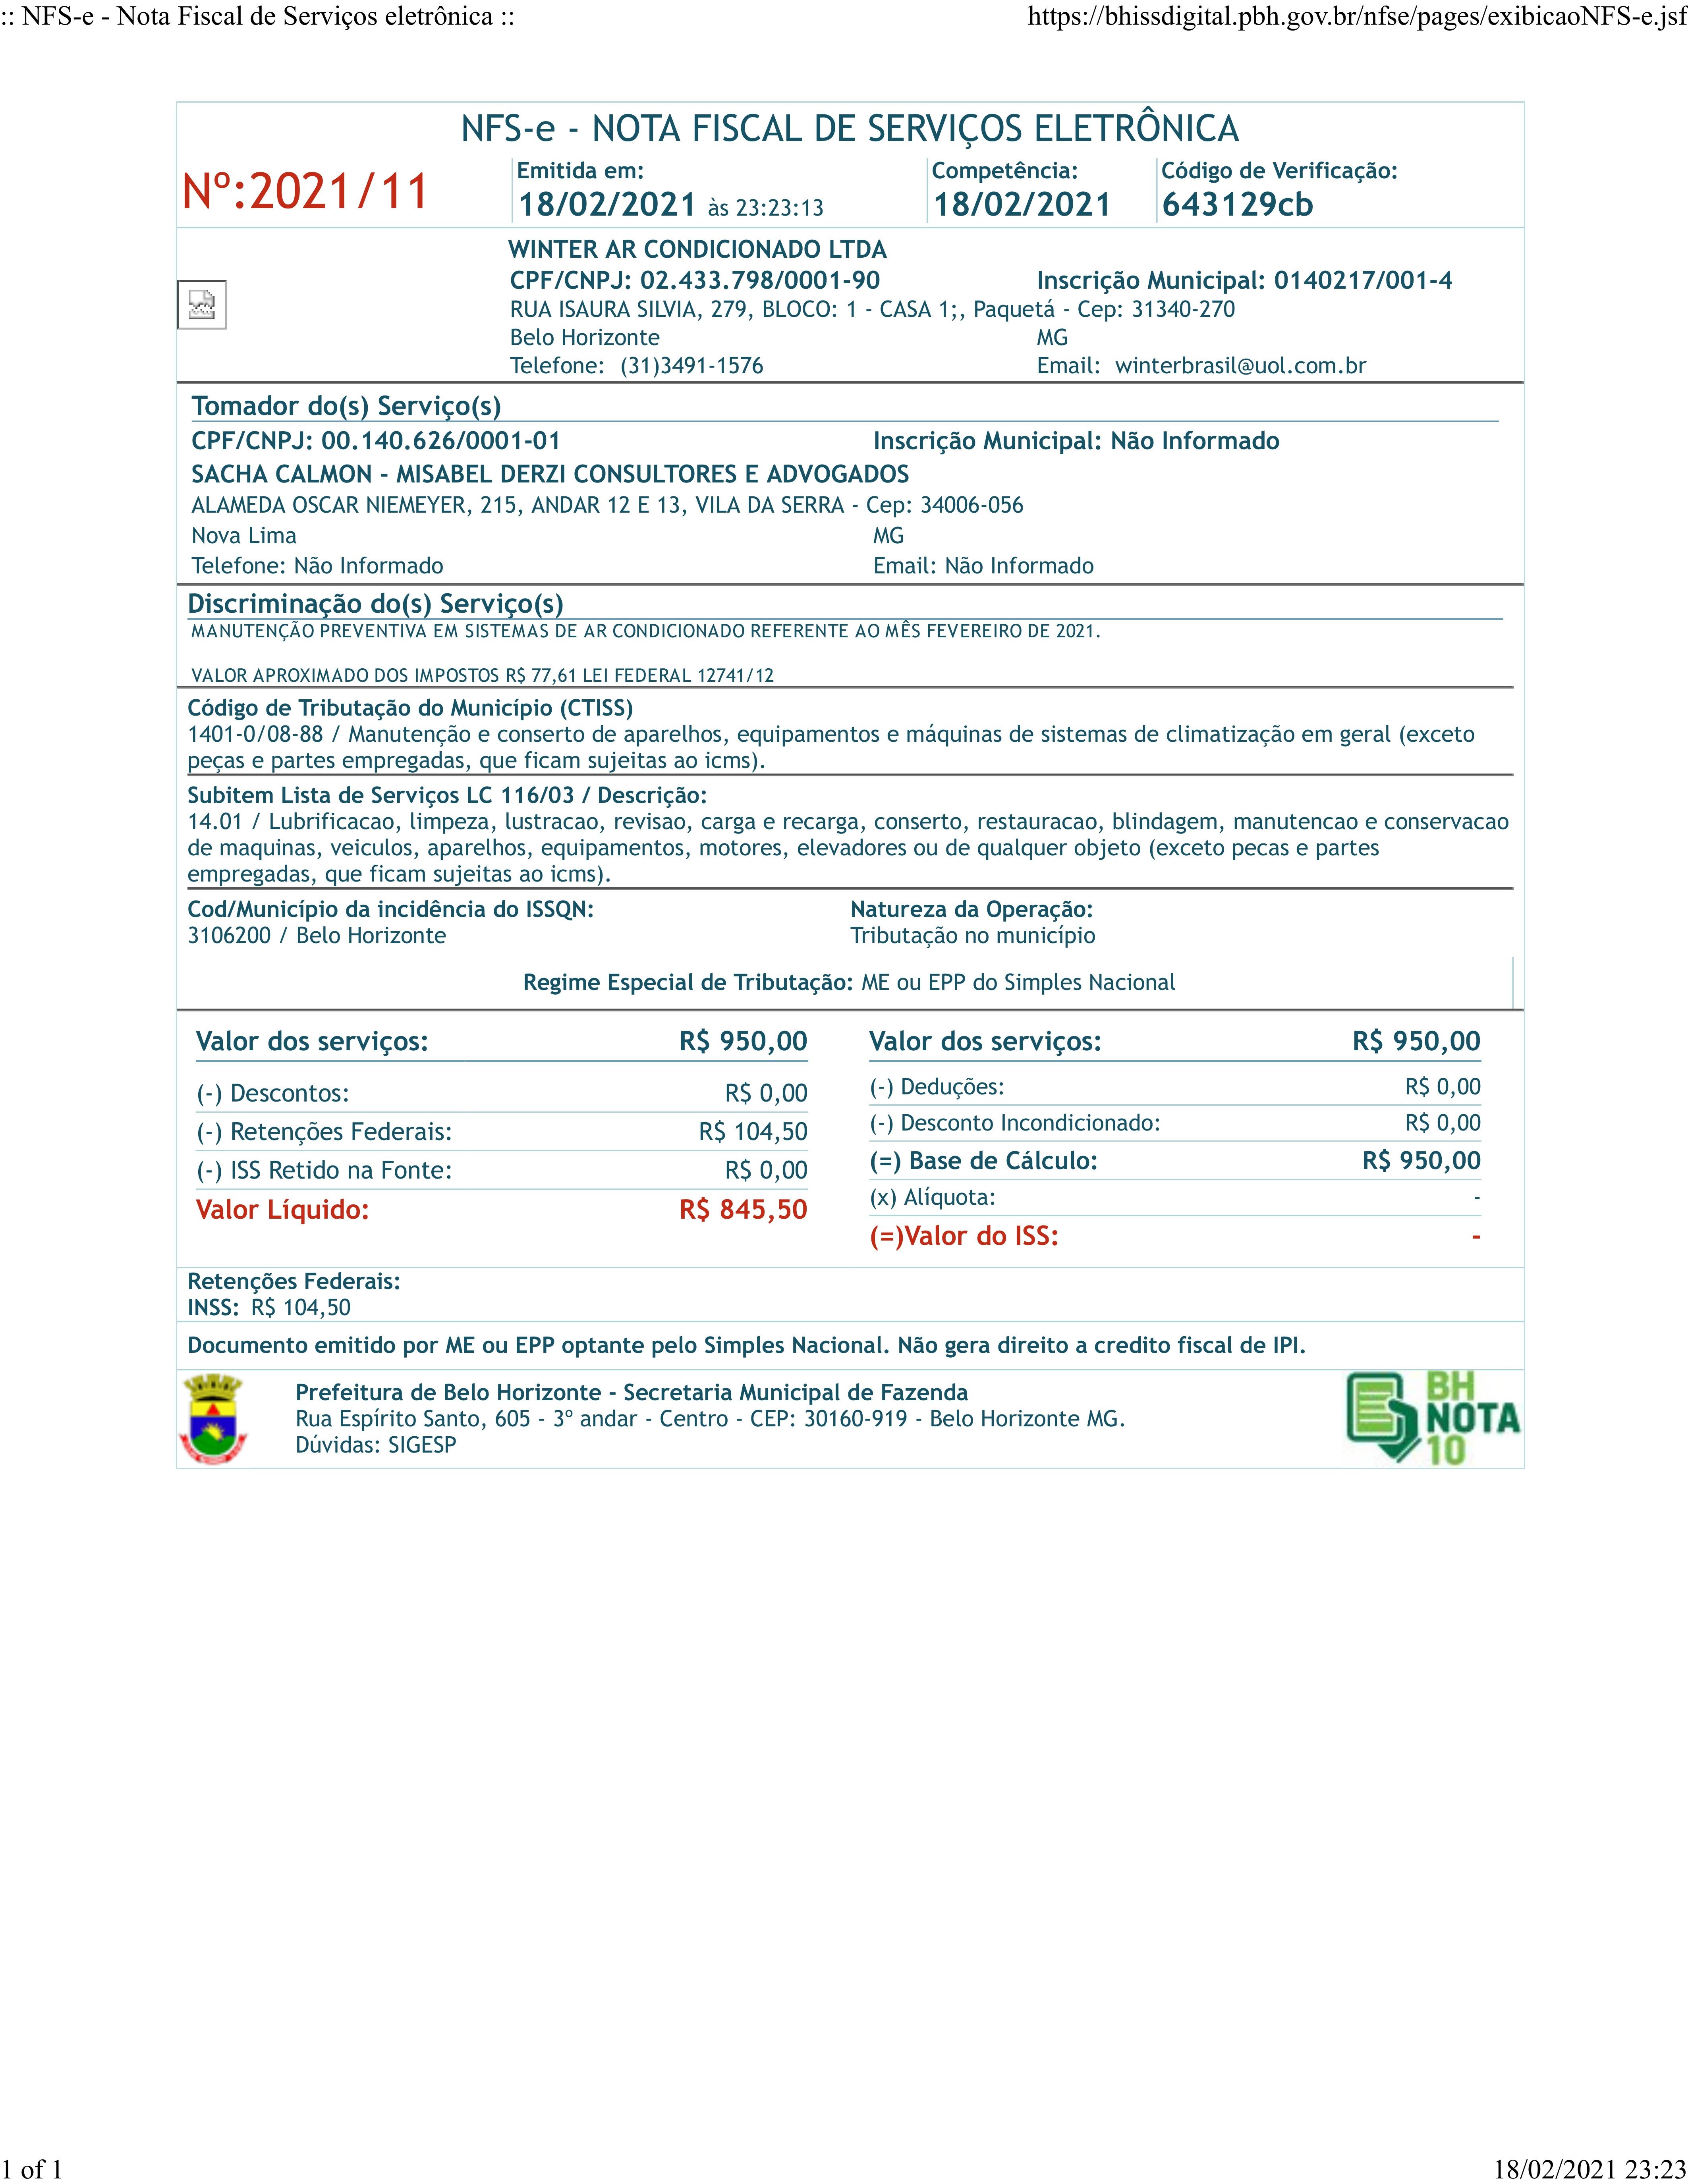 :: NFS-e - Nota Fiscal de Serviços eletrônica :: https://bhissdigital.pbh.gov.br/nfse/pages/exibicaoNFS-e.jsf
NFS-e - NOTA FISCAL DE SERVIÇOS ELETRÔNICA
Nº:2021/11
Emitida em:
18/02/2021 às 23:23:13
Competência:
18/02/2021
Código de Verificação:
643129cb
WINTER AR CONDICIONADO LTDA
CPF/CNPJ: 02.433.798/0001-90 Inscrição Municipal: 0140217/001-4
RUA ISAURA SILVIA, 279, BLOCO: 1 - CASA 1;, Paquetá - Cep: 31340-270
Belo Horizonte MG
Telefone: (31)3491-1576 Email: winterbrasil@uol.com.br
Tomador do(s) Serviço(s)
CPF/CNPJ: 00.140.626/0001-01 Inscrição Municipal: Não Informado
SACHA CALMON - MISABEL DERZI CONSULTORES E ADVOGADOS
ALAMEDA OSCAR NIEMEYER, 215, ANDAR 12 E 13, VILA DA SERRA - Cep: 34006-056
Nova Lima MG
Telefone: Não Informado Email: Não Informado
Discriminação do(s) Serviço(s)
MANUTENÇÃO PREVENTIVA EM SISTEMAS DE AR CONDICIONADO REFERENTE AO MÊS FEVEREIRO DE 2021.
VALOR APROXIMADO DOS IMPOSTOS R$ 77,61 LEI FEDERAL 12741/12
Código de Tributação do Município (CTISS)
1401-0/08-88 / Manutenção e conserto de aparelhos, equipamentos e máquinas de sistemas de climatização em geral (exceto
peças e partes empregadas, que ficam sujeitas ao icms).
Subitem Lista de Serviços LC 116/03 / Descrição:
14.01 / Lubrificacao, limpeza, lustracao, revisao, carga e recarga, conserto, restauracao, blindagem, manutencao e conservacao
de maquinas, veiculos, aparelhos, equipamentos, motores, elevadores ou de qualquer objeto (exceto pecas e partes
empregadas, que ficam sujeitas ao icms).
Cod/Município da incidência do ISSQN: Natureza da Operação:
3106200 / Belo Horizonte Tributação no município
Regime Especial de Tributação: ME ou EPP do Simples Nacional
Valor dos serviços: R$ 950,00
(-) Descontos: R$ 0,00
(-) Retenções Federais: R$ 104,50
(-) ISS Retido na Fonte: R$ 0,00
Valor Líquido: R$ 845,50
Valor dos serviços: R$ 950,00
(-) Deduções: R$ 0,00
(-) Desconto Incondicionado: R$ 0,00
(=) Base de Cálculo: R$ 950,00
(x) Alíquota: -
(=)Valor do ISS: -
Retenções Federais:
INSS: R$ 104,50
Documento emitido por ME ou EPP optante pelo Simples Nacional. Não gera direito a credito fiscal de IPI.
Prefeitura de Belo Horizonte - Secretaria Municipal de Fazenda
Rua Espírito Santo, 605 - 3º andar - Centro - CEP: 30160-919 - Belo Horizonte MG.
Dúvidas: SIGESP
BH
NOTA
10
1 of 1 18/02/2021 23:23